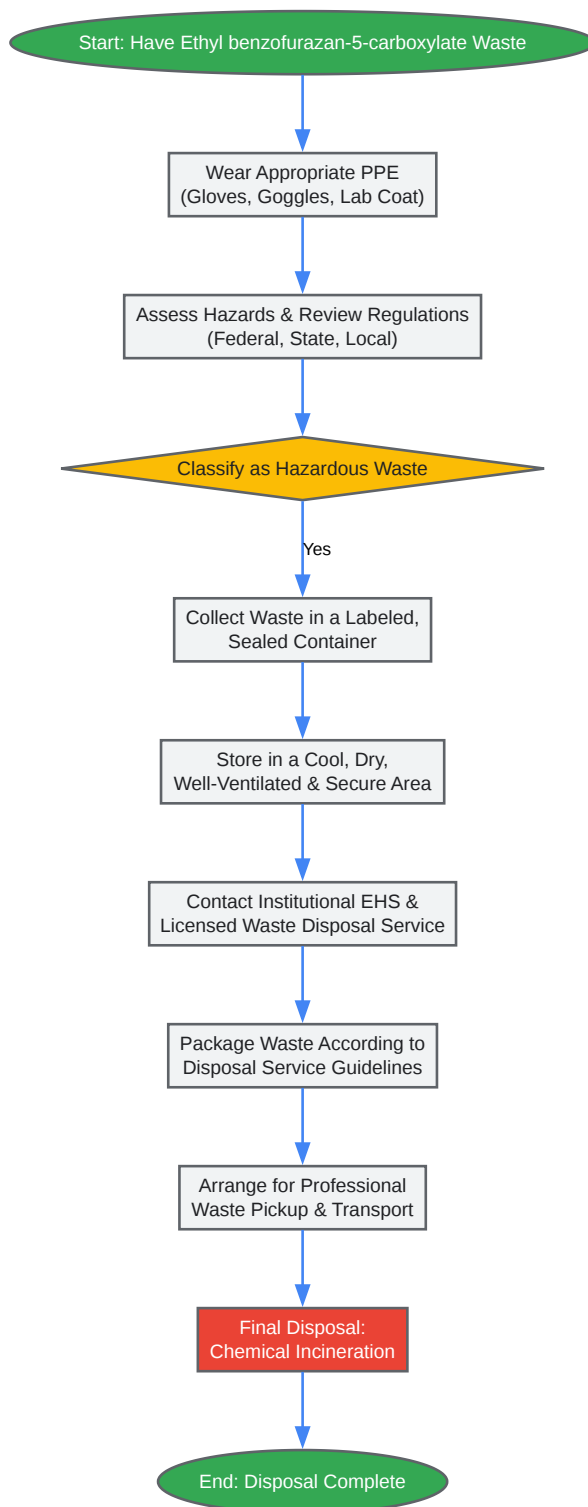 Start: Have Ethyl benzofurazan-5-carboxylate Waste
Wear Appropriate PPE
(Gloves, Goggles, Lab Coat)
Assess Hazards & Review Regulations
(Federal, State, Local)
Classify as Hazardous Waste
Yes
Collect Waste in a Labeled,
Sealed Container
Store in a Cool, Dry,
Well-Ventilated & Secure Area
Contact Institutional EHS &
Licensed Waste Disposal Service
Package Waste According to
Disposal Service Guidelines
Arrange for Professional
Waste Pickup & Transport
Final Disposal:
Chemical Incineration
End: Disposal Complete